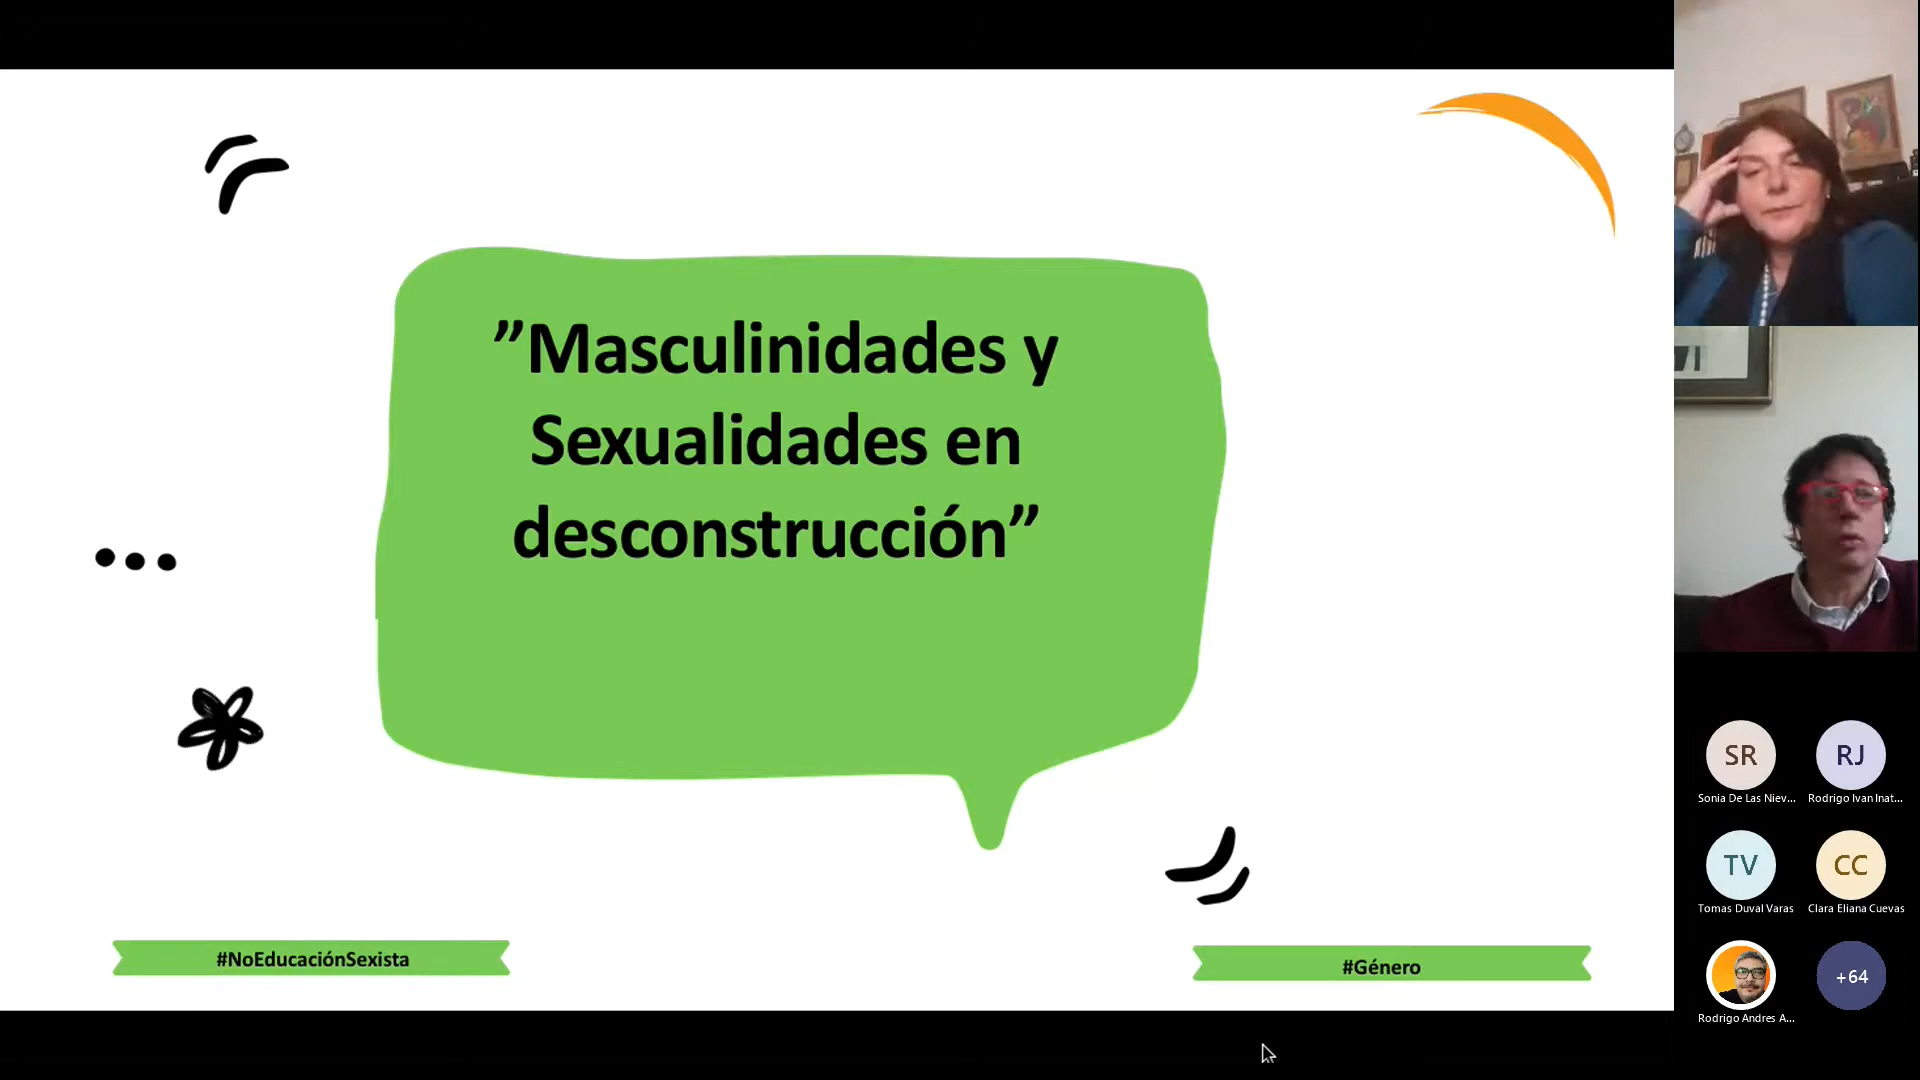 ”Masculinidades y
Sexualidades en
desconstrucción”
#NoEducaciónSexista
#Género
SR
RJ
Sonia De Las Niev...
Rodrigo Ivan Inat...
TV
CC
Tomas Duval Varas
Clara Eliana Cuevas
+64
Rodrigo Andres A...